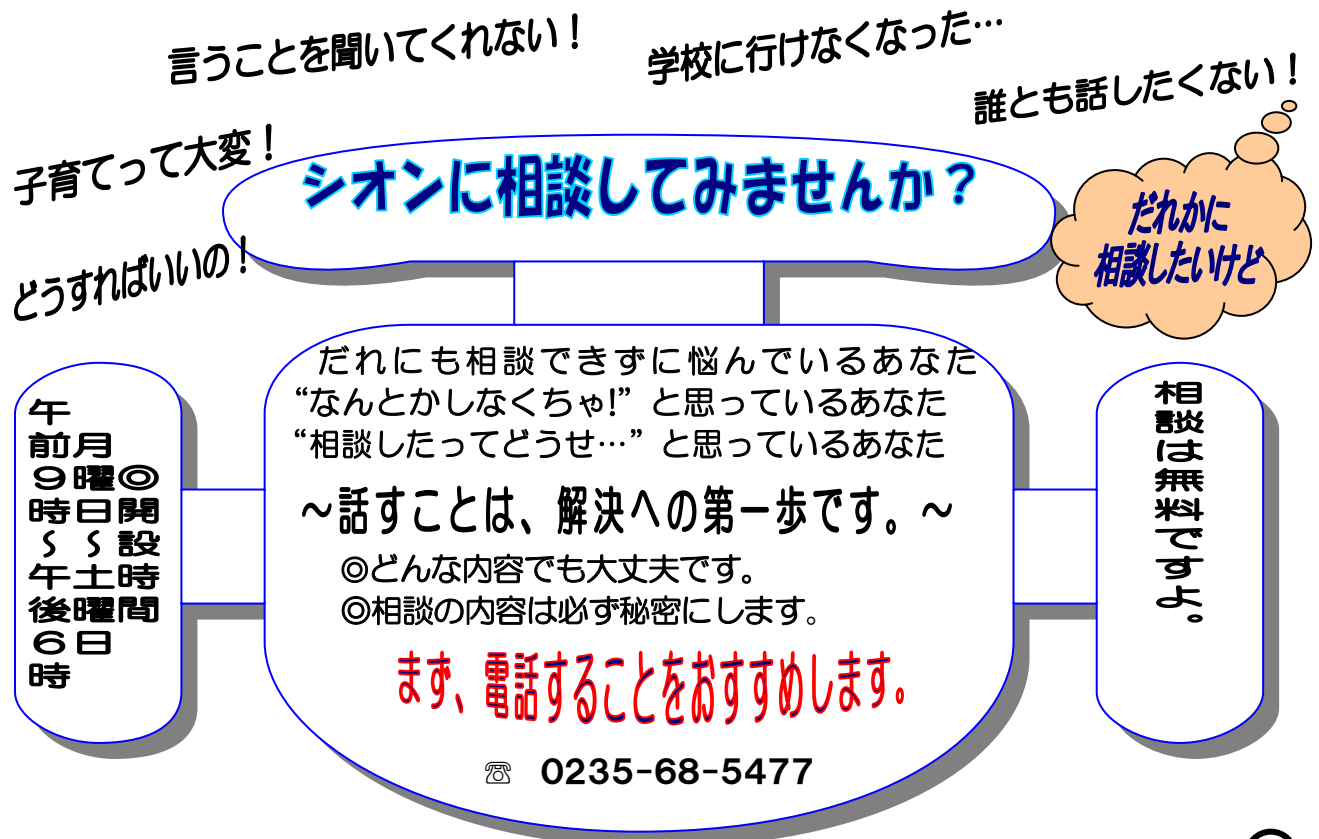 言うことを聞いてくれない！
学校に行けなくなった…
誰とも話したくない！
子育てって大変！
シオンに相談してみませんか？
だれかに
相談したいけど
どうすればいいの！
だれにも相談できずに悩んでいるあなた
“なんとかしなくちゃ!” と思っているあなた
“相談したってどうせ…” と思っているあなた
～話すことは、解決への第一歩です。～
◎どんな内容でも大丈夫です。
◎相談の内容は必ず秘密にします。
まず、電話することをおすすめします。
☏ 0235-68-5477
◎開設時間
月曜日～土曜日
午前９時～午後６時
相談は無料ですよ。